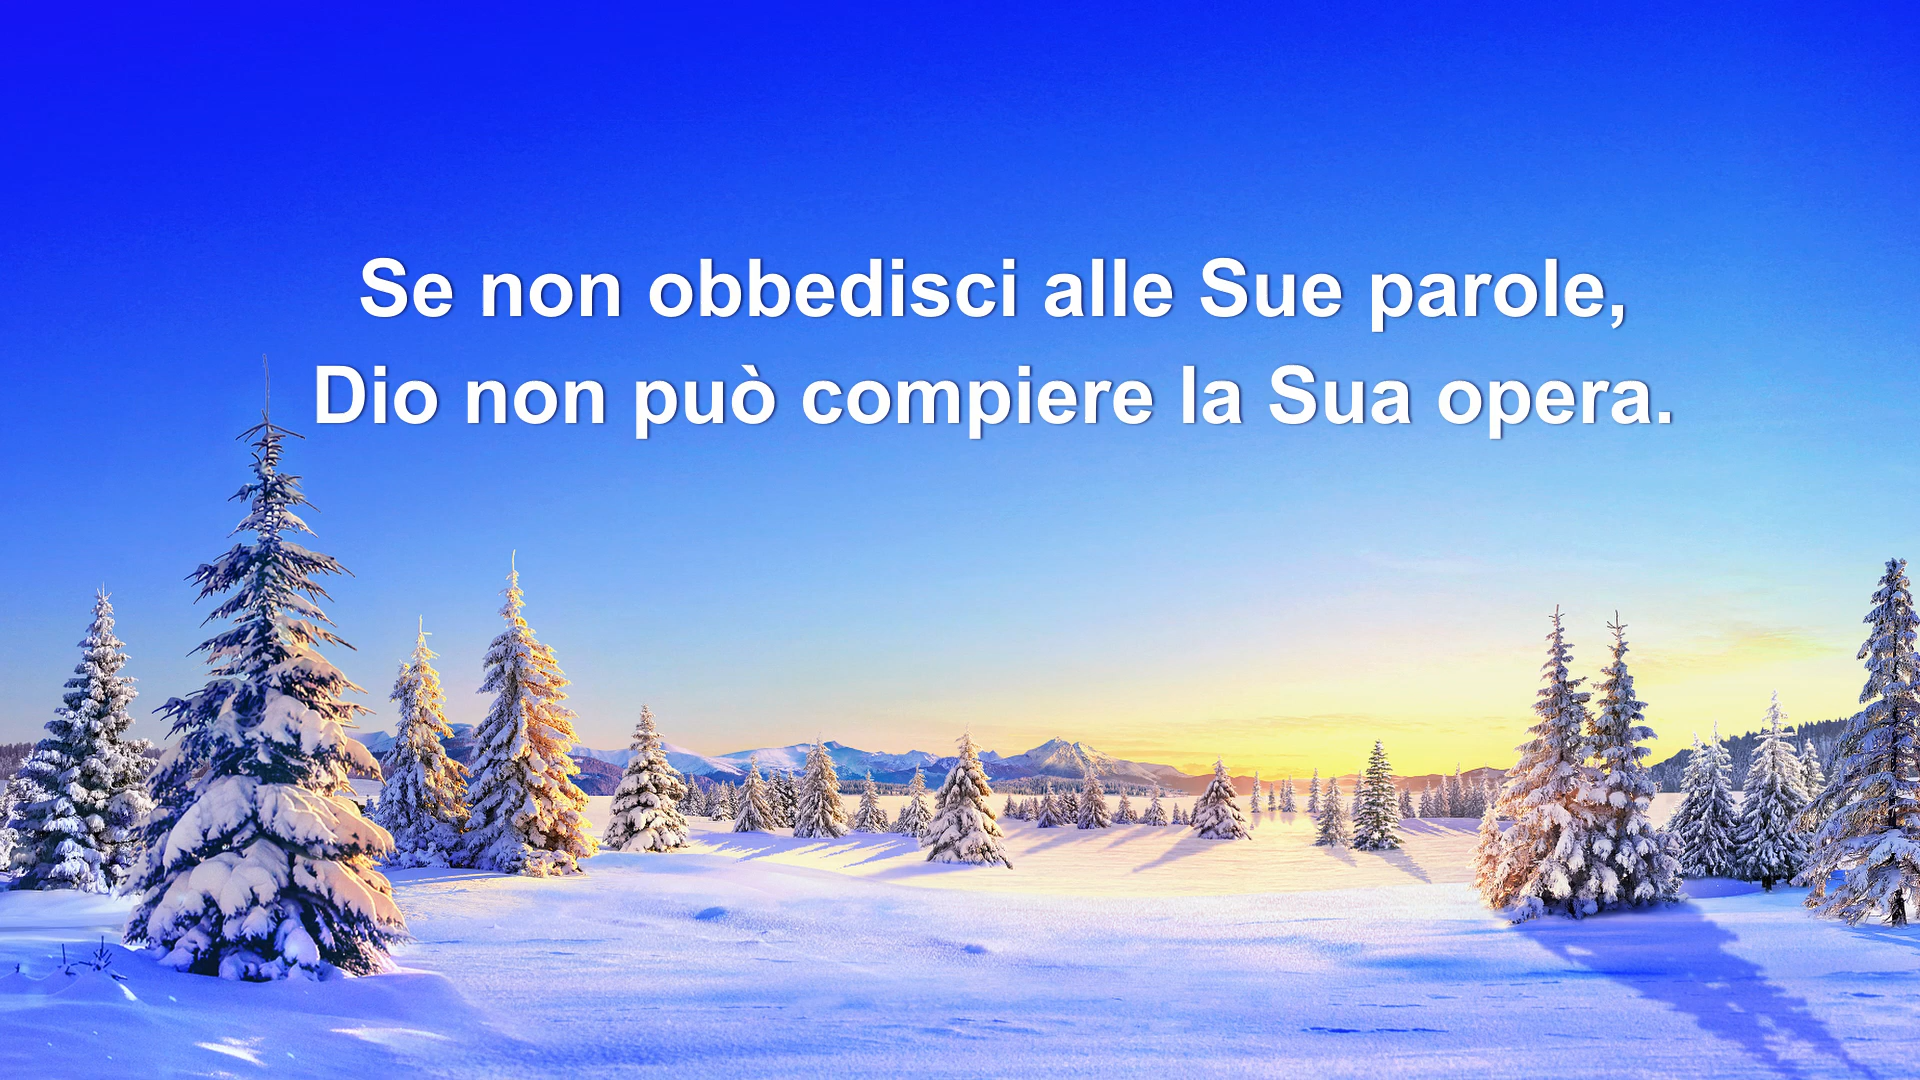 Se non obbedisci alle Sue parole,
Dio non può compiere la Sua opera.